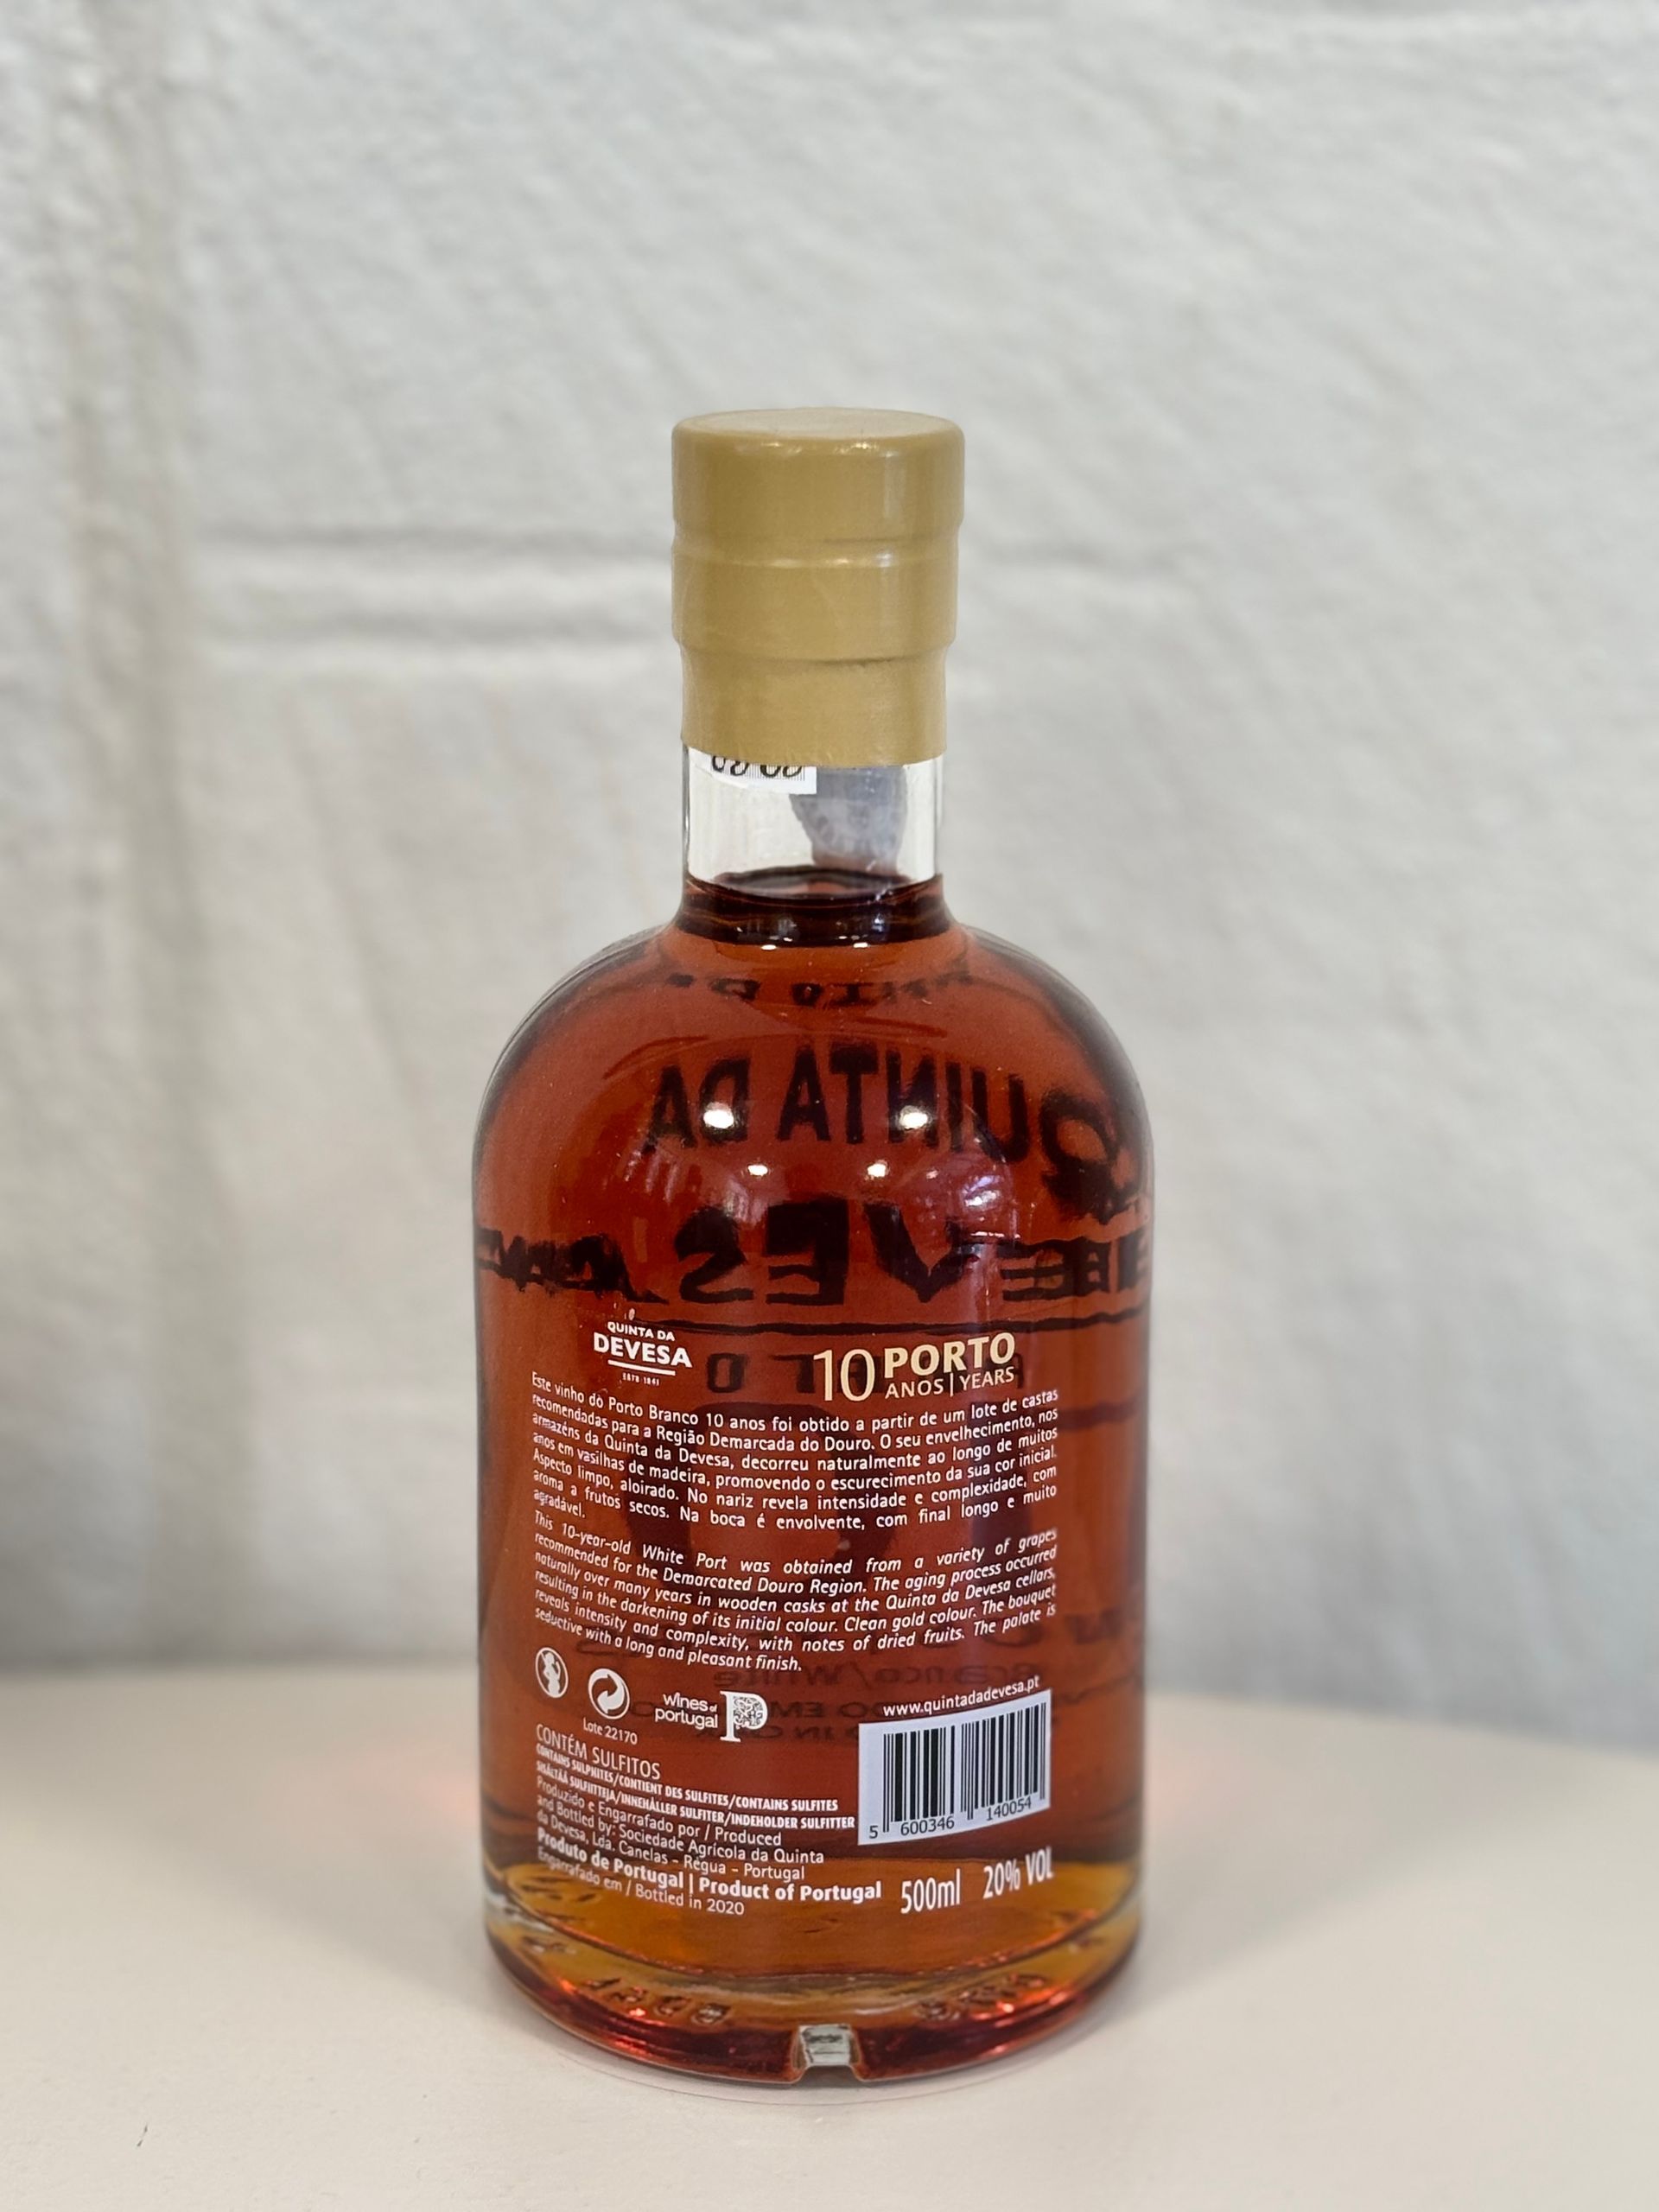 QUINTA DA
DEVESA
QUINTA DA
DEVESA
ESTD 1941
10 PORTO
ANOS | YEARS
Este vinho do Porto Branco 10 anos foi obtido a partir de um lote de castas
recomendadas para a Região Demarcada do Douro. O seu envelhecimento, nos
armazéns da Quinta da Devesa, decorreu naturalmente ao longo de muitos
anos em vasilhas de madeira, promovendo o escurecimento da sua cor inicial.
Aspecto limpo, aloirado. No nariz revela intensidade e complexidade, com
aroma a frutos secos. Na boca é envolvente, com final longo e muito
agradável.
This 10-year-old White Port was obtained from a variety of grapes
recommended for the Demarcated Douro Region. The aging process occurred
naturally over many years in wooden casks at the Quinta da Devesa cellars,
resulting in the darkening of its initial colour. Clean gold colour. The bouquet
reveals intensity and complexity, with notes of dried fruits. The palate is
seductive with a long and pleasant finish.
Branco/White
Lote 22170
wines of
portugal
www.quintadadevesa.pt
CONTÉM SULFITOS
CONTAINS SULPHITES/CONTIENT DES SULFITES/CONTAINS SULFITES
SISÄLTÄÄ SULFIITTEJA/INNEHÅLLER SULFITER/INDEHOLDER SULFITTER
Produzido e Engarrafado por / Produced
and Bottled by: Sociedade Agrícola da Quinta
da Devesa, Lda. Canelas - Régua - Portugal
Produto de Portugal | Product of Portugal
Engarrafado em / Bottled in 2020
5 600346 140054
500ml 20% VOL